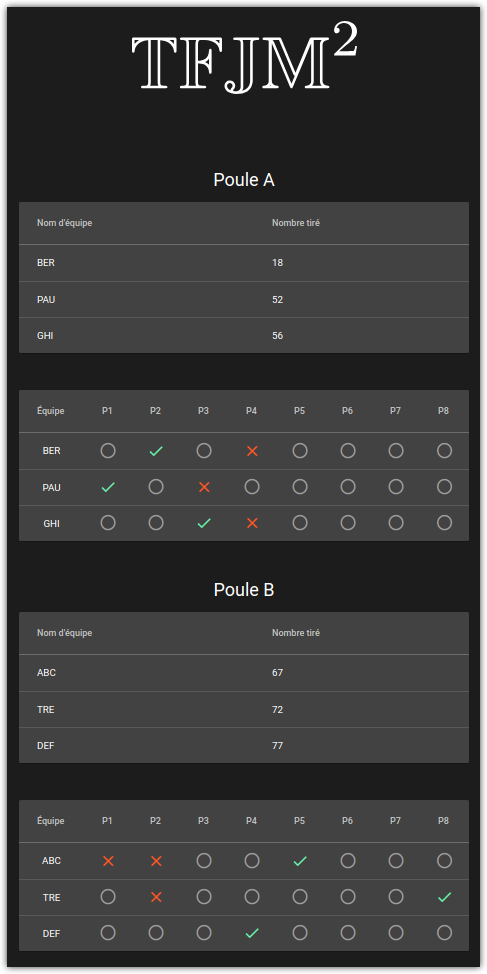 TFJM²
Poule A
Nom d'équipe Nombre tiré
BER 18
PAU 52
GHI 56
Équipe P1 P2 P3 P4 P5 P6 P7 P8
BER
PAU
GHI
Poule B
Nom d'équipe Nombre tiré
ABC 67
TRE 72
DEF 77
Équipe P1 P2 P3 P4 P5 P6 P7 P8
ABC
TRE
DEF